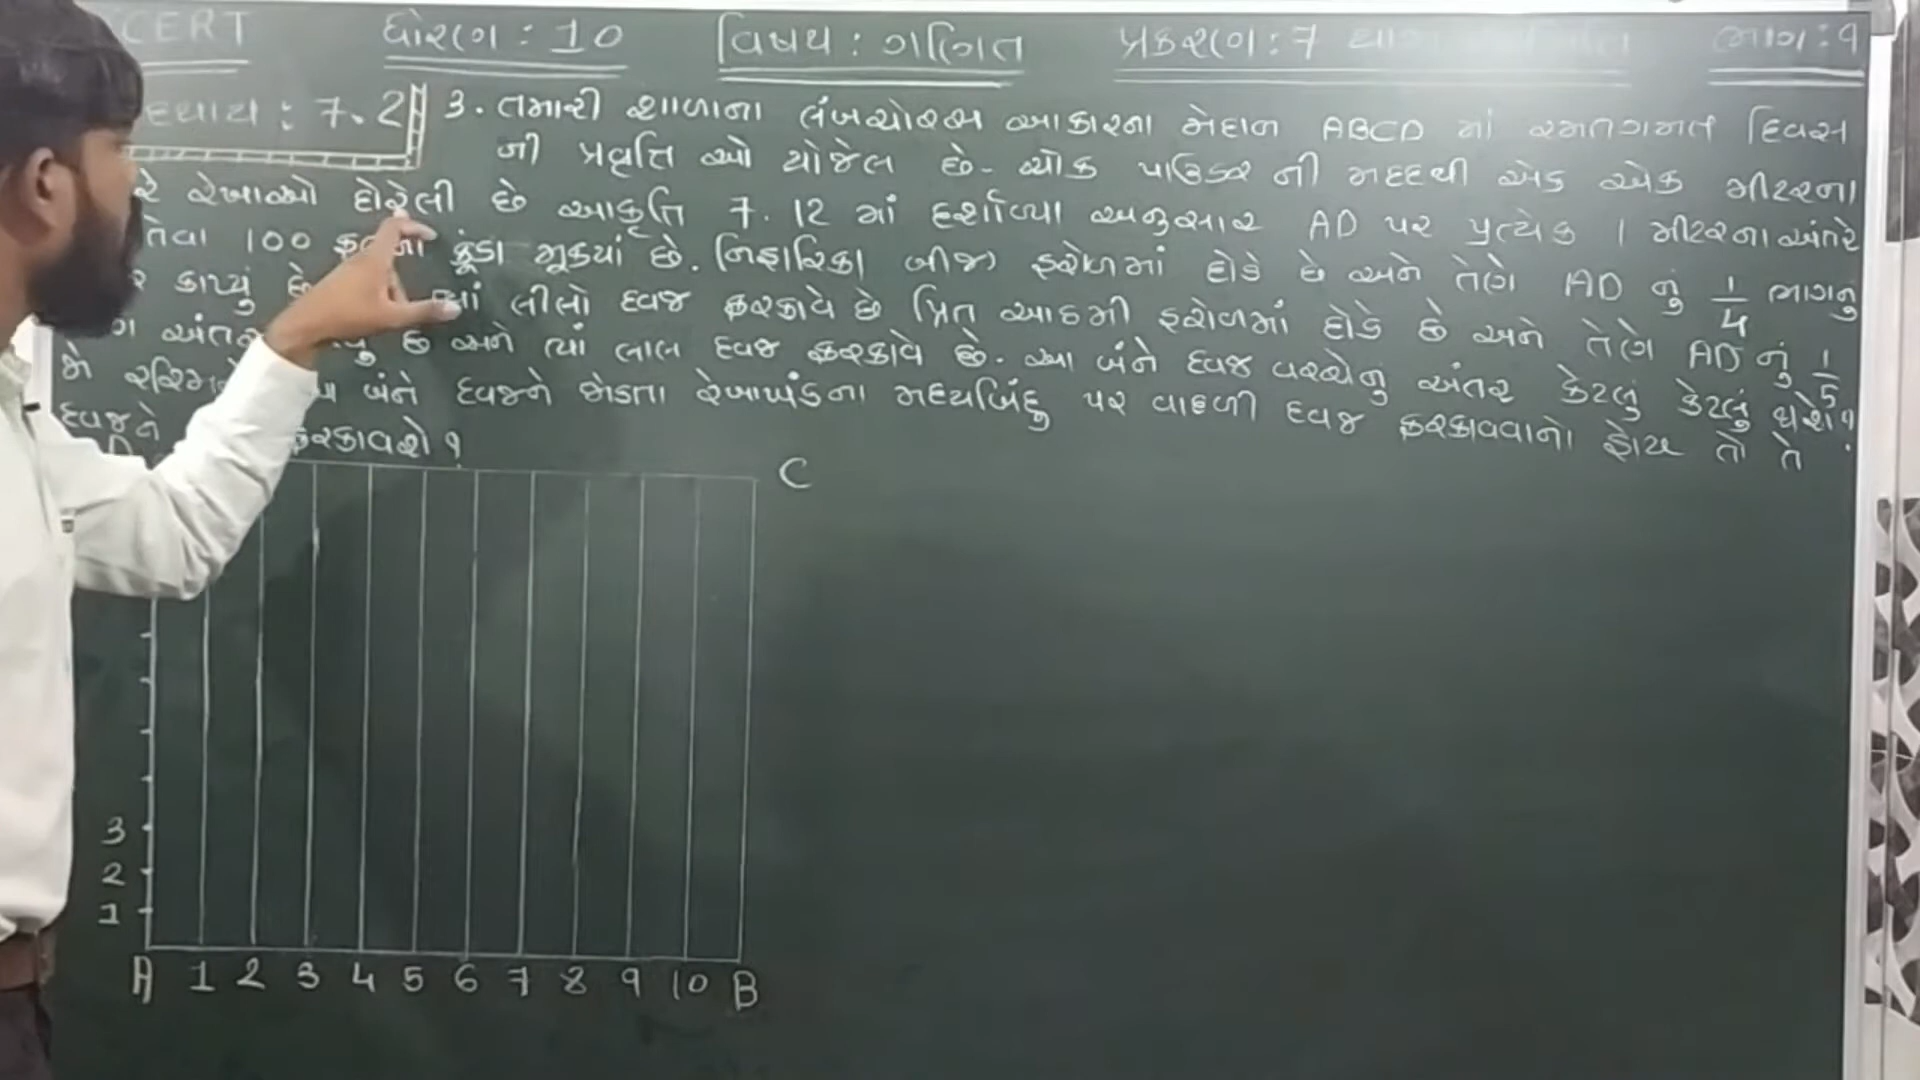 CERT ધોરણ : 10 વિષય : ગણિત પ્રકરણ : 7 ભાગ : 9
ધ્યાય : 7.2
3. તમારી શાળાના લંબચોરસ આકારના મેદાન ABCD માં રમતગમત દિવસ
ની પ્રવૃત્તિ ઓ યોજેલ છે. ચોક પાઉડર ની મદદથી એક એક મીટરના
રે રેખાઓ દોરેલી છે આકૃતિ 7.12 માં દર્શાવ્યા અનુસાર AD પર પ્રત્યેક 1 મીટરના અંતરે
તેવા 100 કૂંડા મૂક્યાં છે. નિહારિકા બીજી હરોળમાં દોડે છે અને તેણે AD નું 1/4 ભાગનું
ર કાપ્યું છે લીલો ધ્વજ ફરકાવે છે પ્રિત આઠમી હરોળમાં દોડે છે અને તેણે AD નું 1/5
અંતર છે અને ત્યાં લાલ ધ્વજ ફરકાવે છે. આ બંને ધ્વજ વચ્ચેનું અંતર કેટલું કેટલું થશે?
જો બંને ધ્વજને જોડતા રેખાખંડના મધ્યબિંદુ પર વાદળી ધ્વજ ફરકાવવાનો હોય તો તે
ધ્વજને ફરકાવશે ?
C
3
2
1
A 1 2 3 4 5 6 7 8 9 10 B